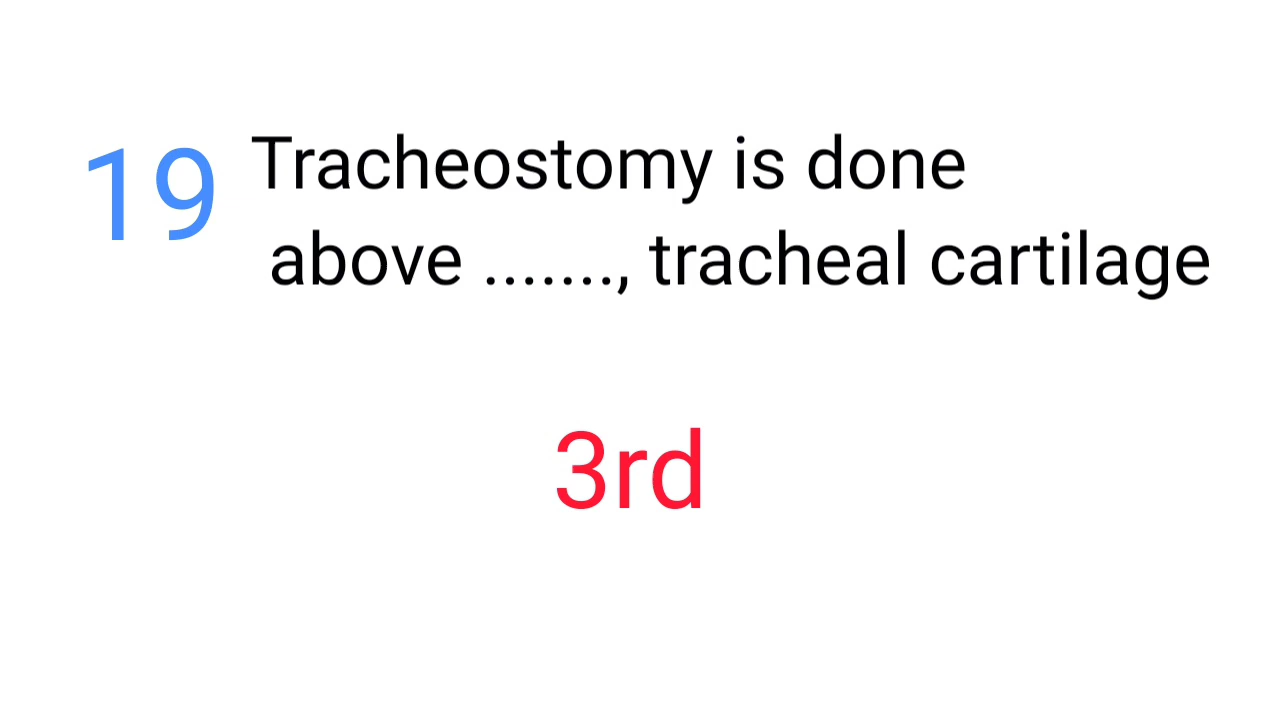 19 Tracheostomy is done
above ......., tracheal cartilage
3rd